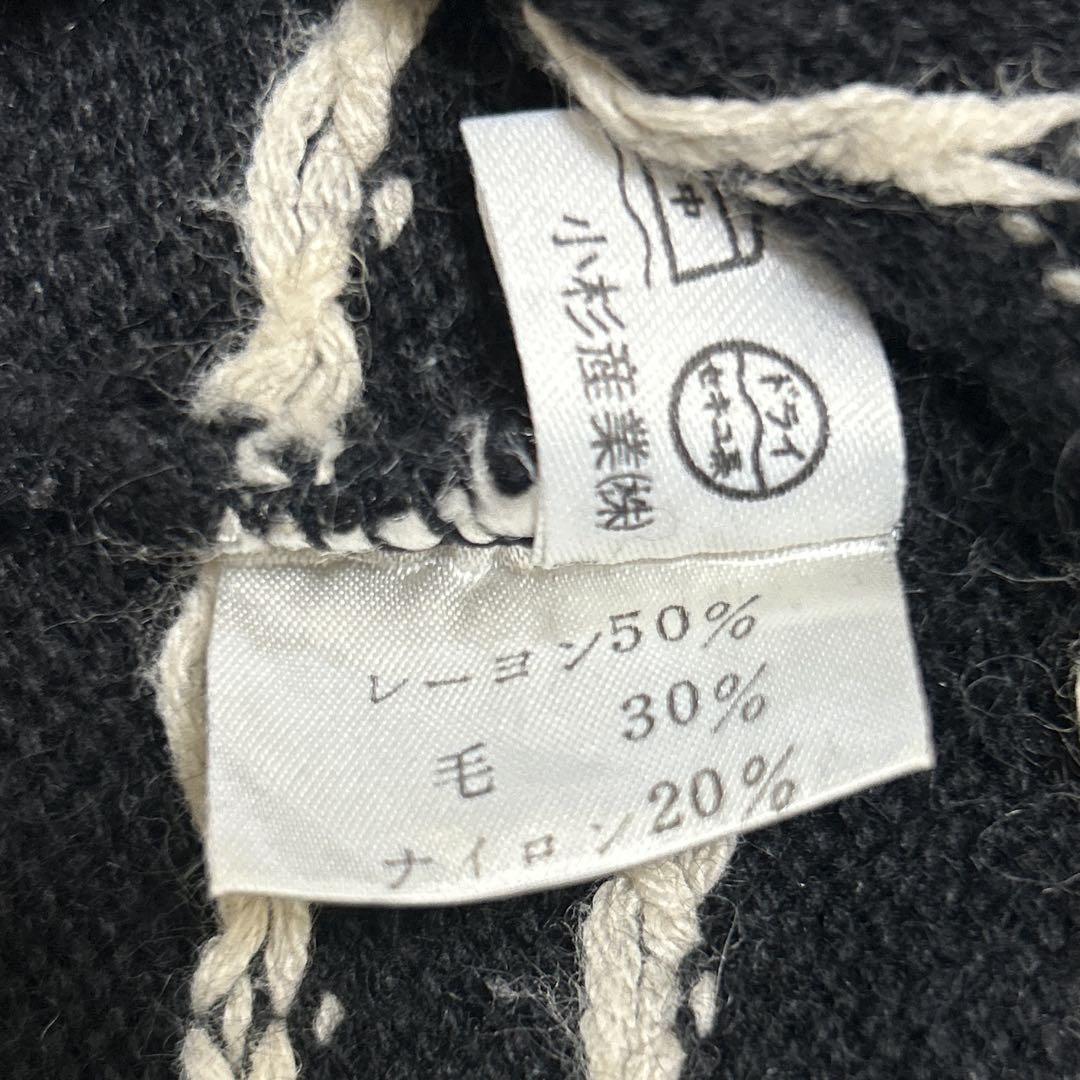 中
小杉産業㈱
ドライ
セキユ系
レーヨン50%
毛 30%
ナイロン20%